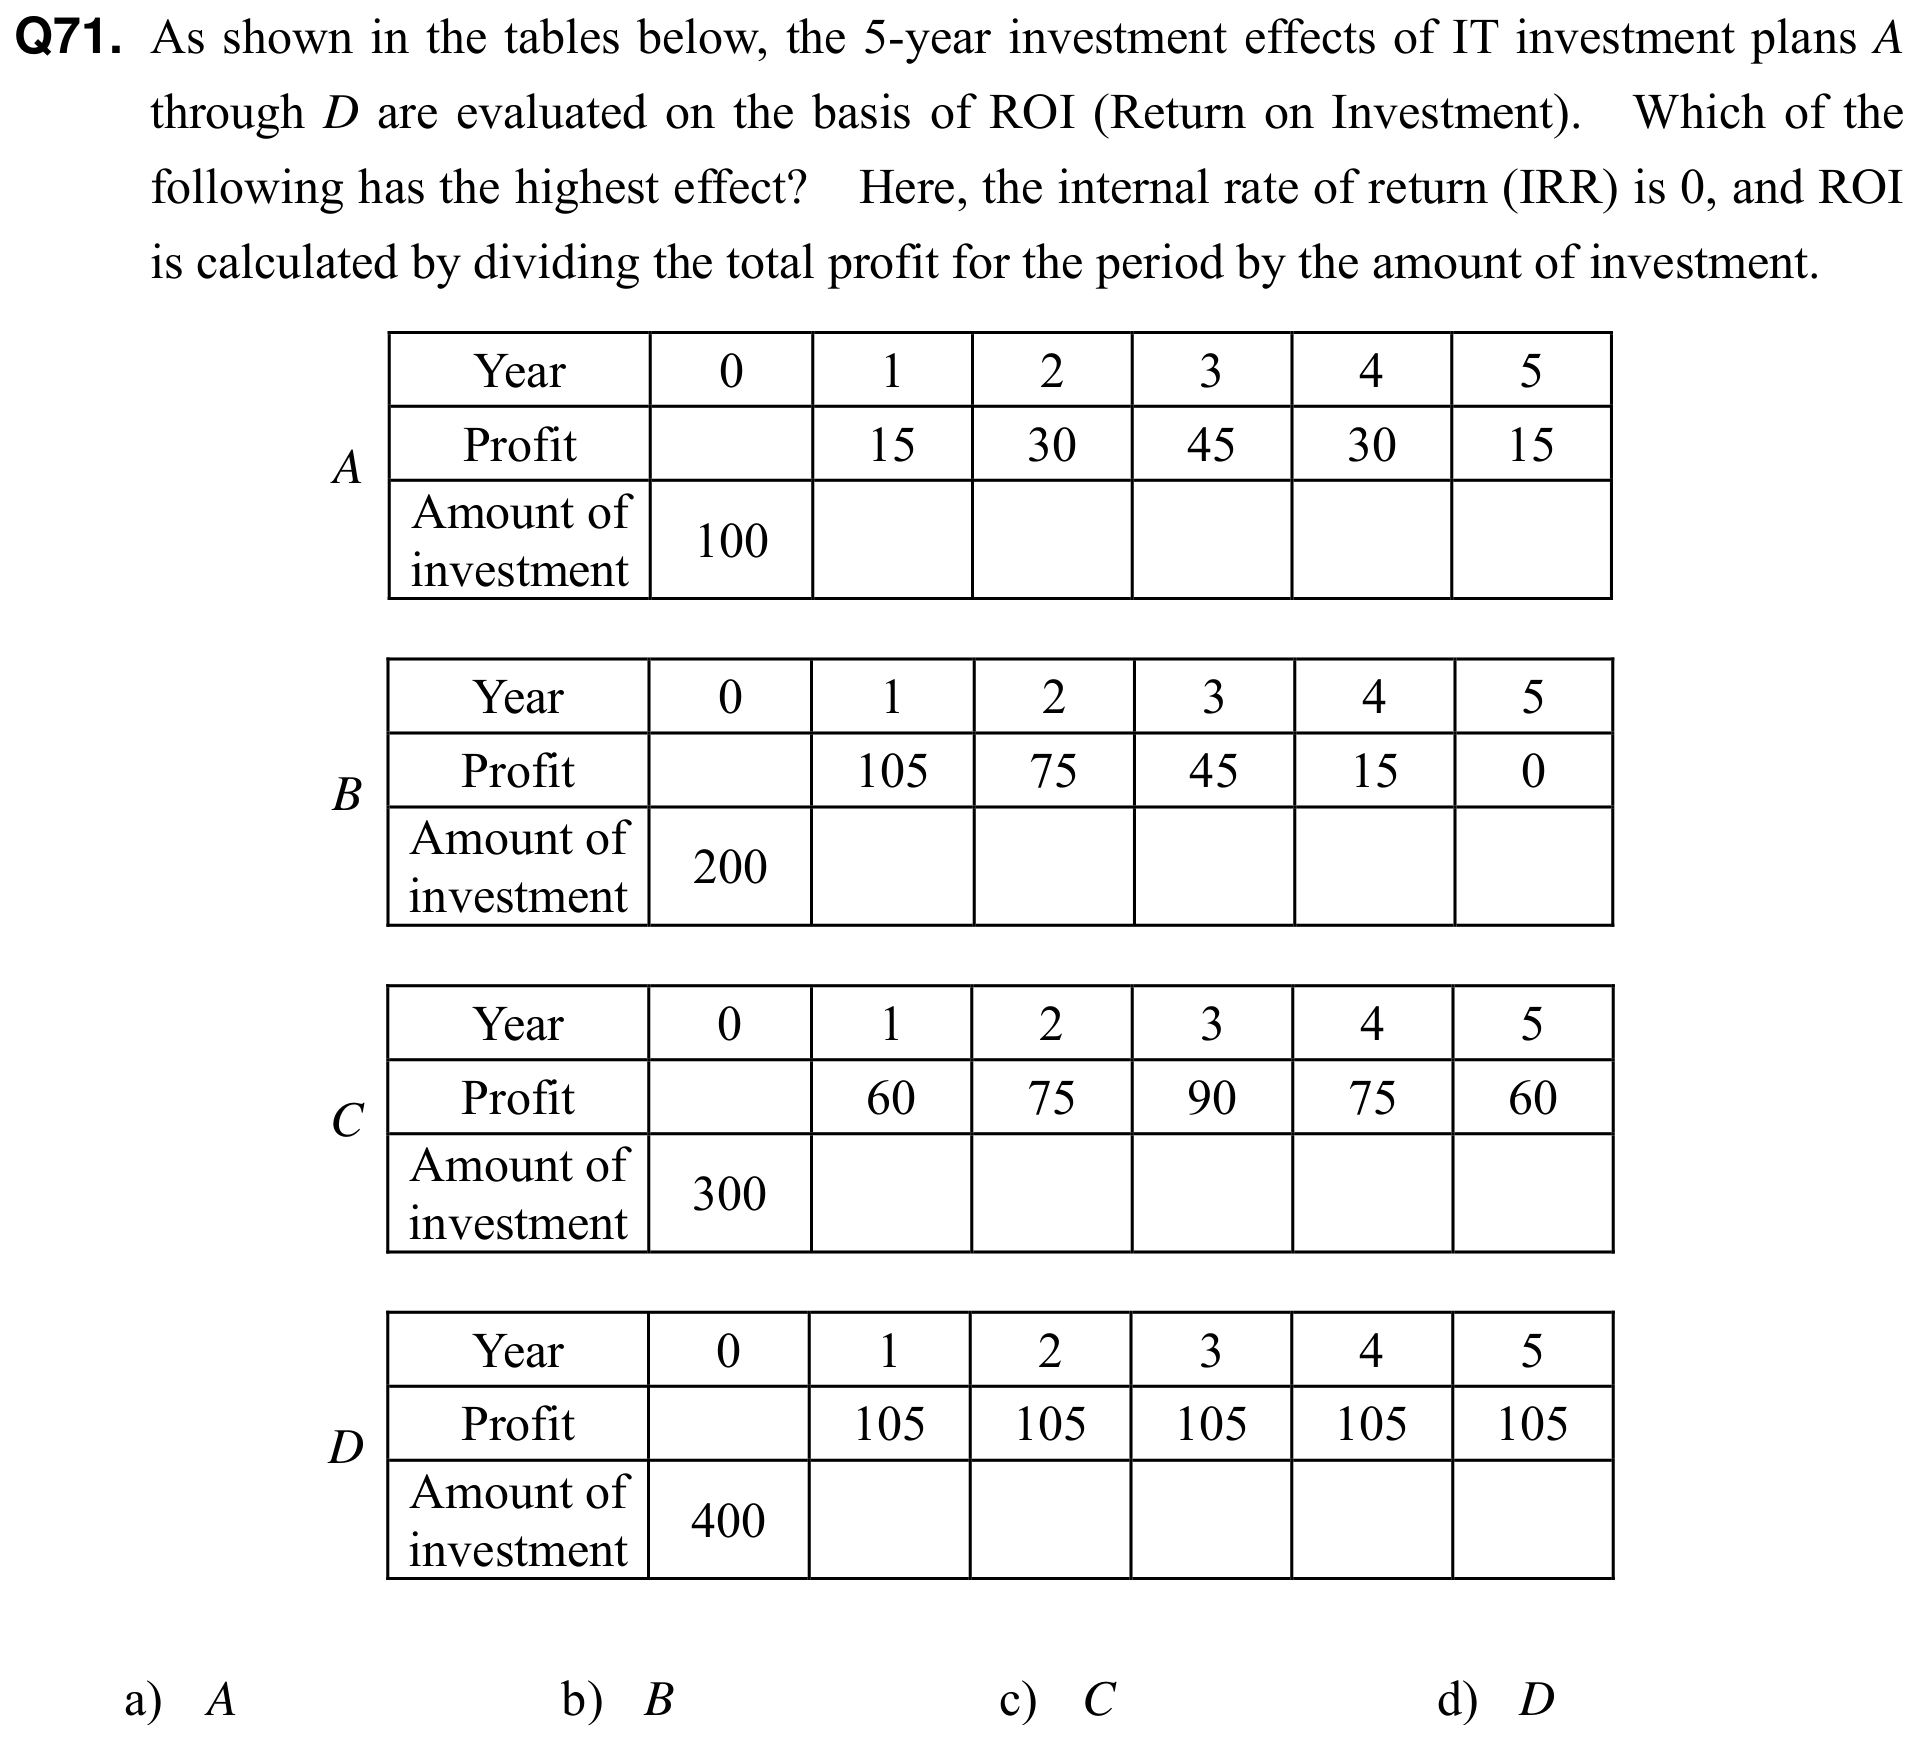 Q71. As shown in the tables below, the 5-year investment effects of IT investment plans A
through D are evaluated on the basis of ROI (Return on Investment). Which of the
following has the highest effect? Here, the internal rate of return (IRR) is 0, and ROI
is calculated by dividing the total profit for the period by the amount of investment.
A
Year 0 1 2 3 4 5
Profit 15 30 45 30 15
Amount of
investment 100
B
Year 0 1 2 3 4 5
Profit 105 75 45 15 0
Amount of
investment 200
C
Year 0 1 2 3 4 5
Profit 60 75 90 75 60
Amount of
investment 300
D
Year 0 1 2 3 4 5
Profit 105 105 105 105 105
Amount of
investment 400
a) A b) B c) C d) D